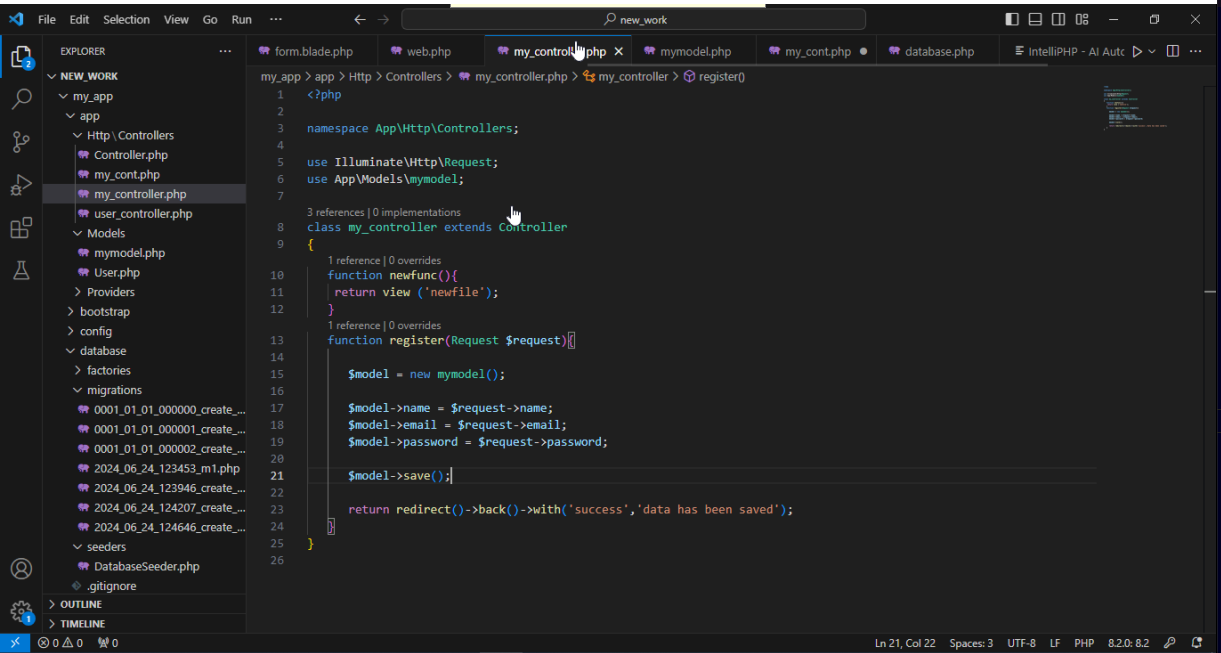 File Edit Selection View Go Run ··· new_work
EXPLORER ···
NEW_WORK
my_app
app
Http\Controllers
Controller.php
my_cont.php
my_controller.php
user_controller.php
Models
mymodel.php
User.php
Providers
bootstrap
config
database
factories
migrations
0001_01_01_000000_create_...
0001_01_01_000001_create_...
0001_01_01_000002_create_...
2024_06_24_123453_m1.php
2024_06_24_123946_create_...
2024_06_24_124207_create_...
2024_06_24_124646_create_...
seeders
DatabaseSeeder.php
.gitignore
OUTLINE
TIMELINE
2
1
form.blade.php web.php my_controller.php mymodel.php my_cont.php database.php IntelliPHP - AI Autc ···
my_app > app > Http > Controllers > my_controller.php > my_controller > register()
1 <?php
2
3 namespace App\Http\Controllers;
4
5 use Illuminate\Http\Request;
6 use App\Models\mymodel;
7
3 references | 0 implementations
8 class my_controller extends Controller
9 {
1 reference | 0 overrides
10 function newfunc(){
11 return view ('newfile');
12 }
1 reference | 0 overrides
13 function register(Request $request){
14
15 $model = new mymodel();
16
17 $model->name = $request->name;
18 $model->email = $request->email;
19 $model->password = $request->password;
20
21 $model->save();
22
23 return redirect()->back()->with('success','data has been saved');
24 }
25 }
26
0 0 0 Ln 21, Col 22 Spaces: 3 UTF-8 LF PHP 8.2.0: 8.2